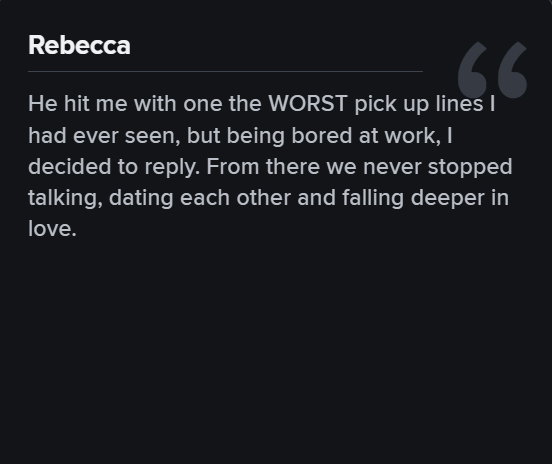 Rebecca
He hit me with one the WORST pick up lines I
had ever seen, but being bored at work, I
decided to reply. From there we never stopped
talking, dating each other and falling deeper in
love.